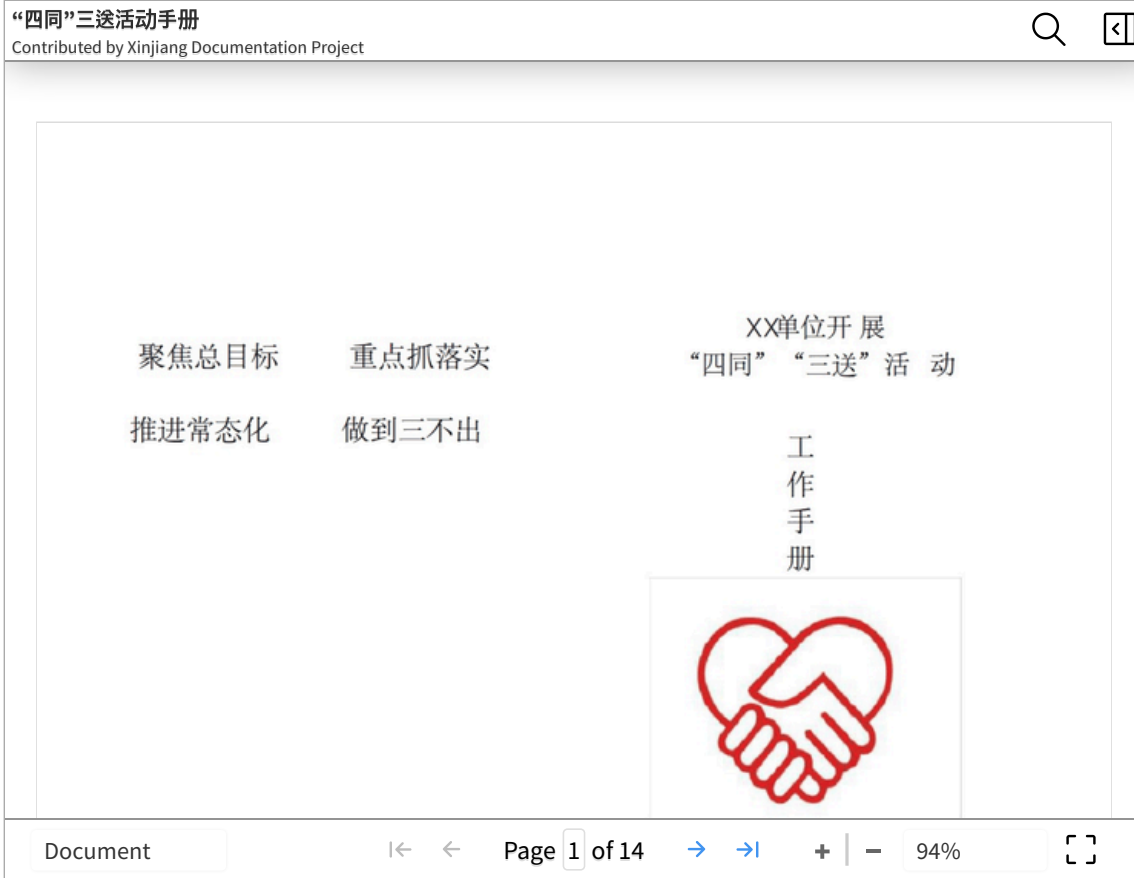 “四同”三送活动手册
Contributed by Xinjiang Documentation Project
聚焦总目标 重点抓落实
推进常态化 做到三不出
XX单位开 展
“四同” “三送”活 动
工
作
手
册
Document
Page 1 of 14
94%